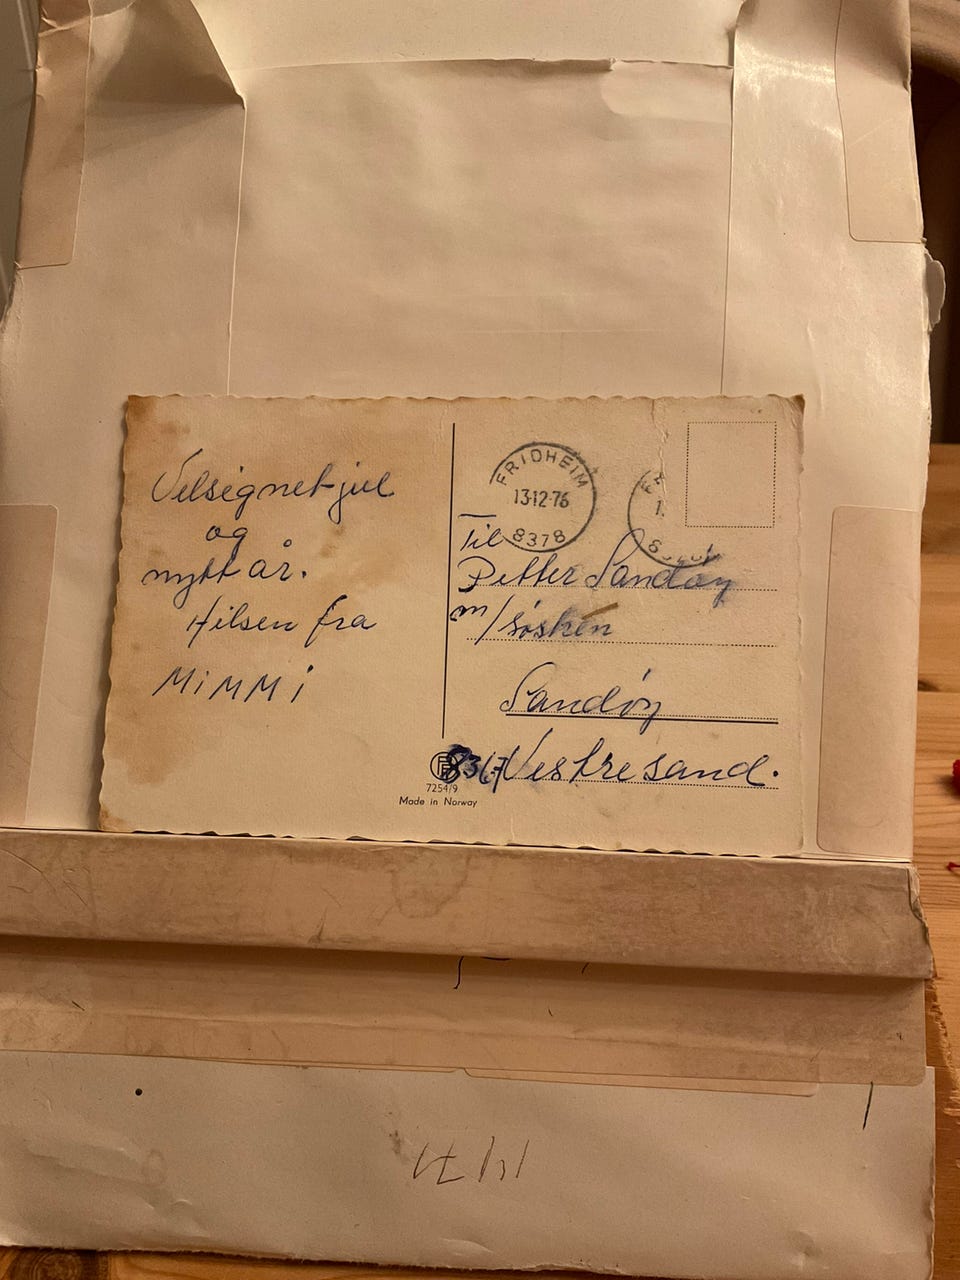 Velsignet jul
og
nytt år.
Hilsen fra
MiMMi
FRIDHEIM
13-12-76
8378
Til
Petter Sandøy
m/søsken
Sandøy
8367 Vestresand.
7254/9
Made in Norway